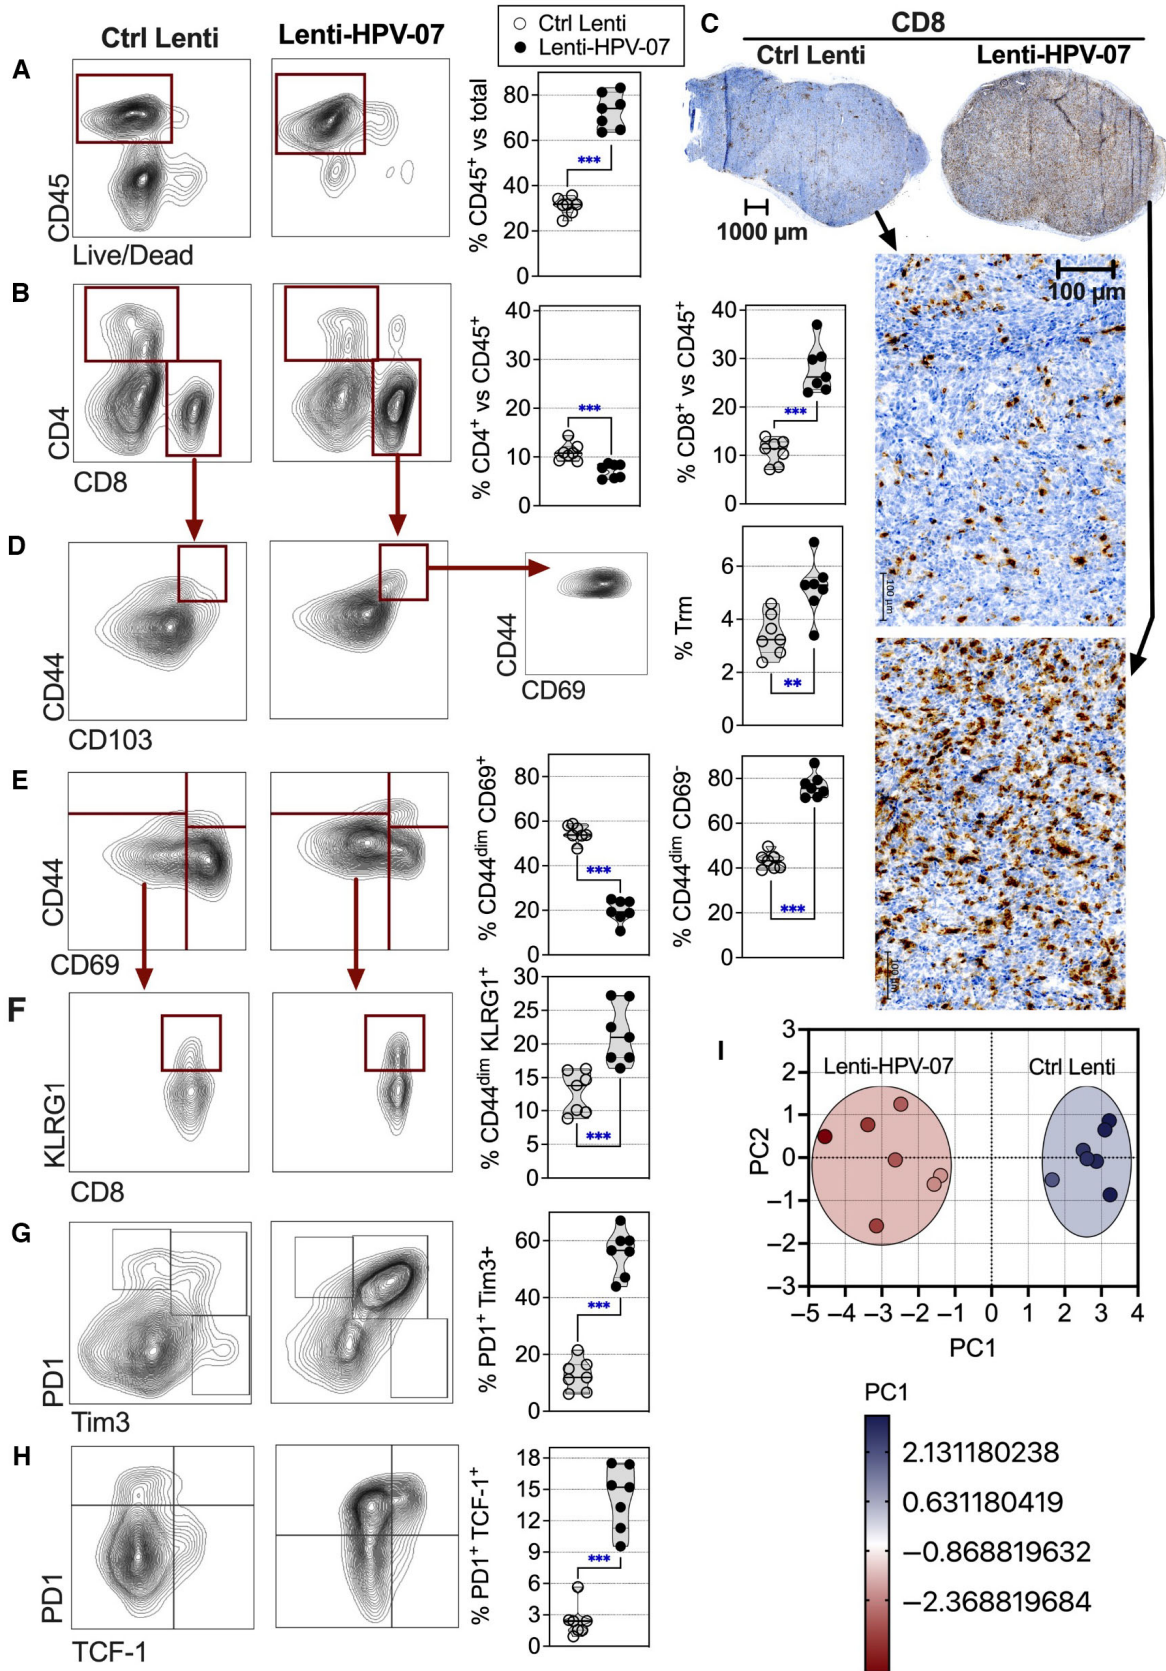 Ctrl Lenti
Lenti-HPV-07
○ Ctrl Lenti
● Lenti-HPV-07
A
CD45
Live/Dead
% CD45⁺ vs total
80
60
40
20
0
***
C
CD8
Ctrl Lenti
Lenti-HPV-07
1000 µm
100 µm
100 µm
100 µm
B
CD4
CD8
% CD4⁺ vs CD45⁺
40
30
20
10
0
***
% CD8⁺ vs CD45⁺
40
30
20
10
0
***
D
CD44
CD103
CD44
CD69
% Trm
6
4
2
0
**
E
CD44
CD69
% CD44ᵈⁱᵐ CD69⁺
80
60
40
20
0
***
% CD44ᵈⁱᵐ CD69⁻
80
60
40
20
0
***
F
KLRG1
CD8
% CD44ᵈⁱᵐ KLRG1⁺
30
25
20
15
10
5
0
***
G
PD1
Tim3
% PD1⁺ Tim3+
60
40
20
0
***
H
PD1
TCF-1
% PD1⁺ TCF-1⁺
18
15
12
9
6
3
0
***
I
Lenti-HPV-07
Ctrl Lenti
PC2
3
2
1
0
−1
−2
−3
−5 −4 −3 −2 −1 0 1 2 3 4
PC1
PC1
2.131180238
0.631180419
−0.868819632
−2.368819684